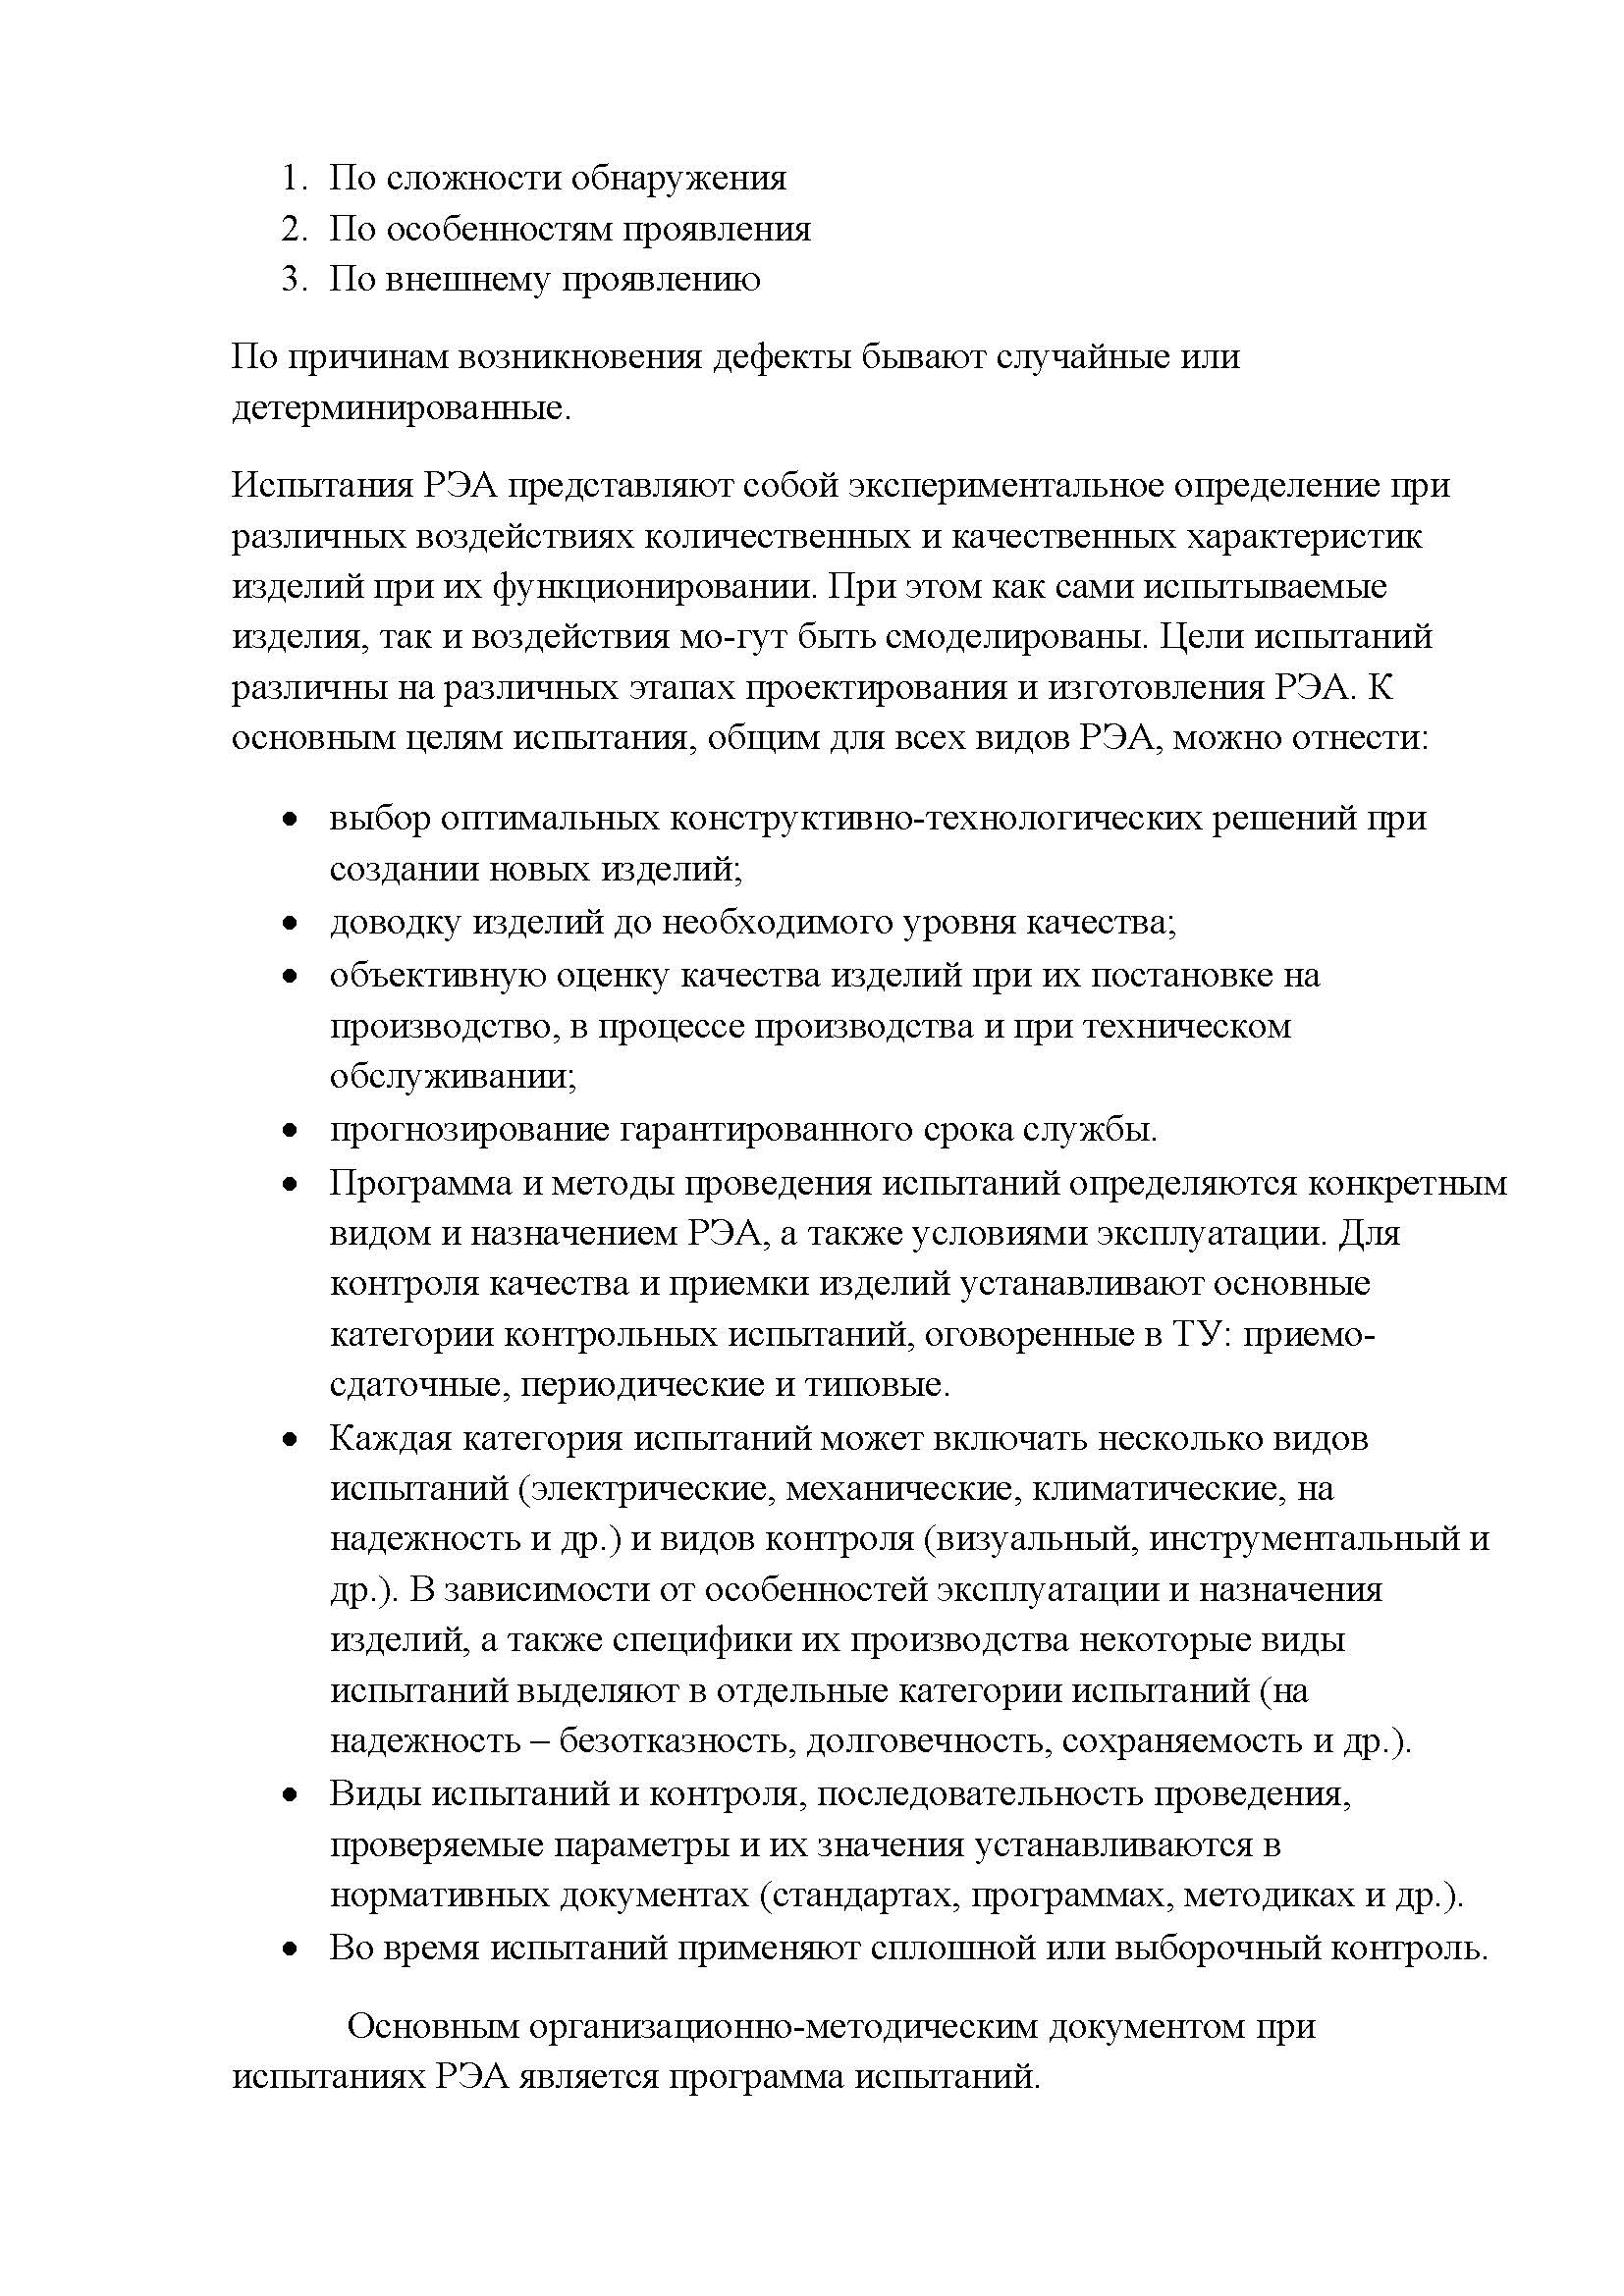 1. По сложности обнаружения
2. По особенностям проявления
3. По внешнему проявлению
По причинам возникновения дефекты бывают случайные или
детерминированные.
Испытания РЭА представляют собой экспериментальное определение при
различных воздействиях количественных и качественных характеристик
изделий при их функционировании. При этом как сами испытываемые
изделия, так и воздействия мо-гут быть смоделированы. Цели испытаний
различны на различных этапах проектирования и изготовления РЭА. К
основным целям испытания, общим для всех видов РЭА, можно отнести:
• выбор оптимальных конструктивно-технологических решений при
создании новых изделий;
• доводку изделий до необходимого уровня качества;
• объективную оценку качества изделий при их постановке на
производство, в процессе производства и при техническом
обслуживании;
• прогнозирование гарантированного срока службы.
• Программа и методы проведения испытаний определяются конкретным
видом и назначением РЭА, а также условиями эксплуатации. Для
контроля качества и приемки изделий устанавливают основные
категории контрольных испытаний, оговоренные в ТУ: приемо-
сдаточные, периодические и типовые.
• Каждая категория испытаний может включать несколько видов
испытаний (электрические, механические, климатические, на
надежность и др.) и видов контроля (визуальный, инструментальный и
др.). В зависимости от особенностей эксплуатации и назначения
изделий, а также специфики их производства некоторые виды
испытаний выделяют в отдельные категории испытаний (на
надежность – безотказность, долговечность, сохраняемость и др.).
• Виды испытаний и контроля, последовательность проведения,
проверяемые параметры и их значения устанавливаются в
нормативных документах (стандартах, программах, методиках и др.).
• Во время испытаний применяют сплошной или выборочный контроль.
Основным организационно-методическим документом при
испытаниях РЭА является программа испытаний.